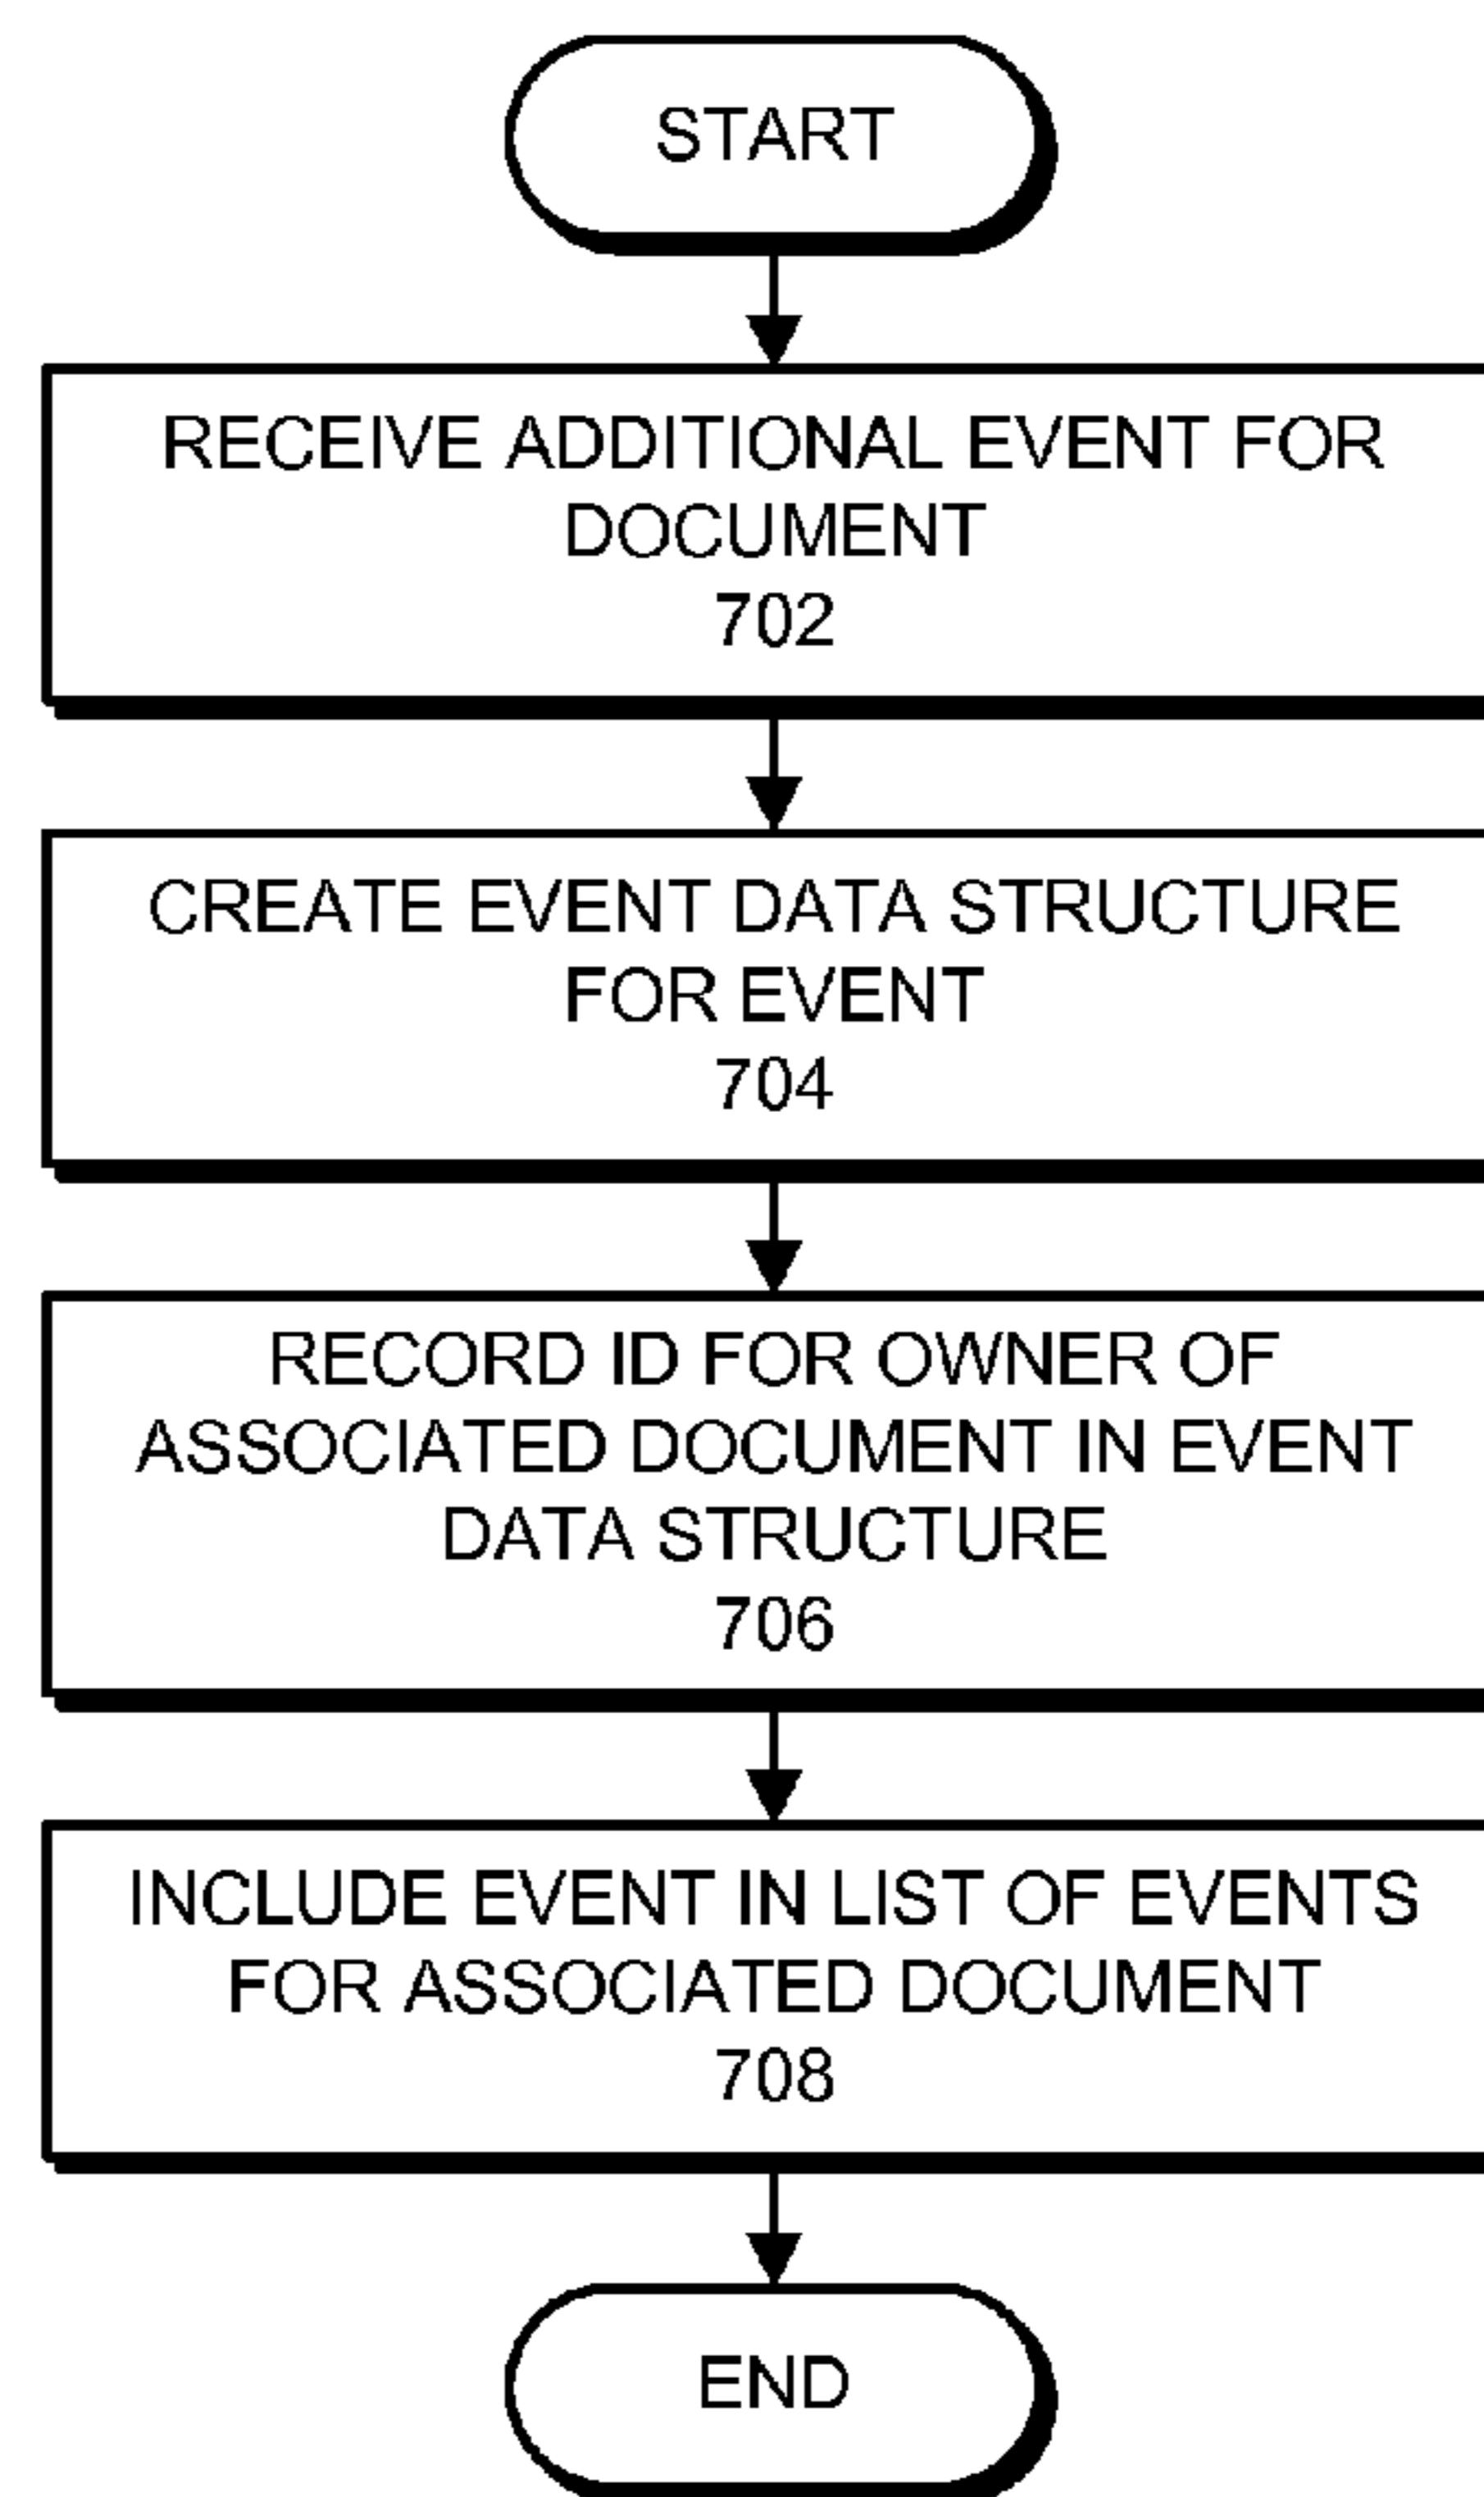 START
RECEIVE ADDITIONAL EVENT FOR
DOCUMENT
702
CREATE EVENT DATA STRUCTURE
FOR EVENT
704
RECORD ID FOR OWNER OF
ASSOCIATED DOCUMENT IN EVENT
DATA STRUCTURE
706
INCLUDE EVENT IN LIST OF EVENTS
FOR ASSOCIATED DOCUMENT
708
END